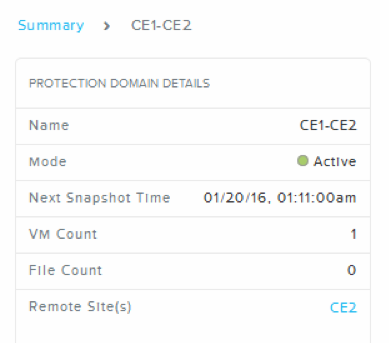 Summary > CE1-CE2
PROTECTION DOMAIN DETAILS
Name CE1-CE2
Mode Active
Next Snapshot Time 01/20/16, 01:11:00am
VM Count 1
File Count 0
Remote Site(s) CE2